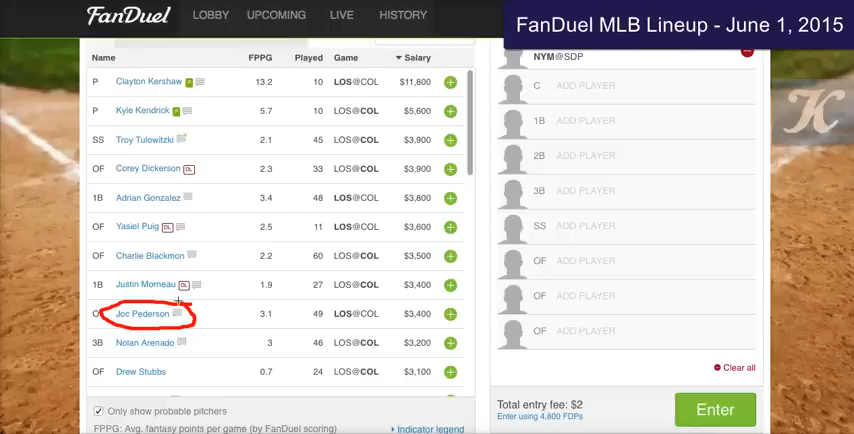 FanDuel LOBBY UPCOMING LIVE HISTORY
FanDuel MLB Lineup - June 1, 2015
Name FPPG Played Game Salary
P Clayton Kershaw P 13.2 10 LOS@COL $11,800
P Kyle Kendrick P 5.7 10 LOS@COL $5,600
SS Troy Tulowitzki 2.1 45 LOS@COL $3,900
OF Corey Dickerson DL 2.3 33 LOS@COL $3,900
1B Adrian Gonzalez 3.4 48 LOS@COL $3,800
OF Yasiel Puig DL 2.5 11 LOS@COL $3,600
OF Charlie Blackmon 2.2 60 LOS@COL $3,500
1B Justin Morneau DL 1.9 27 LOS@COL $3,400
Joc Pederson 3.1 49 LOS@COL $3,400
3B Nolan Arenado 3 46 LOS@COL $3,200
OF Drew Stubbs 0.7 24 LOS@COL $3,100
Only show probable pitchers
FPPG: Avg. fantasy points per game (by FanDuel scoring)
Indicator legend
NYM@SDP
C ADD PLAYER
1B ADD PLAYER
2B ADD PLAYER
3B ADD PLAYER
SS ADD PLAYER
OF ADD PLAYER
OF ADD PLAYER
OF ADD PLAYER
Clear all
Total entry fee: $2
Enter using 4,800 FDPs
Enter
K